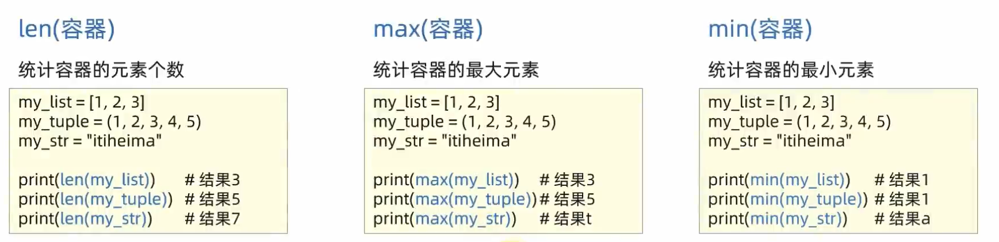 len(容器)
统计容器的元素个数
my_list = [1, 2, 3]
my_tuple = (1, 2, 3, 4, 5)
my_str = "itiheima"
print(len(my_list)) # 结果3
print(len(my_tuple)) # 结果5
print(len(my_str)) # 结果7
max(容器)
统计容器的最大元素
my_list = [1, 2, 3]
my_tuple = (1, 2, 3, 4, 5)
my_str = "itiheima"
print(max(my_list)) # 结果3
print(max(my_tuple))# 结果5
print(max(my_str)) # 结果t
min(容器)
统计容器的最小元素
my_list = [1, 2, 3]
my_tuple = (1, 2, 3, 4, 5)
my_str = "itiheima"
print(min(my_list)) # 结果1
print(min(my_tuple)) # 结果1
print(min(my_str)) # 结果a